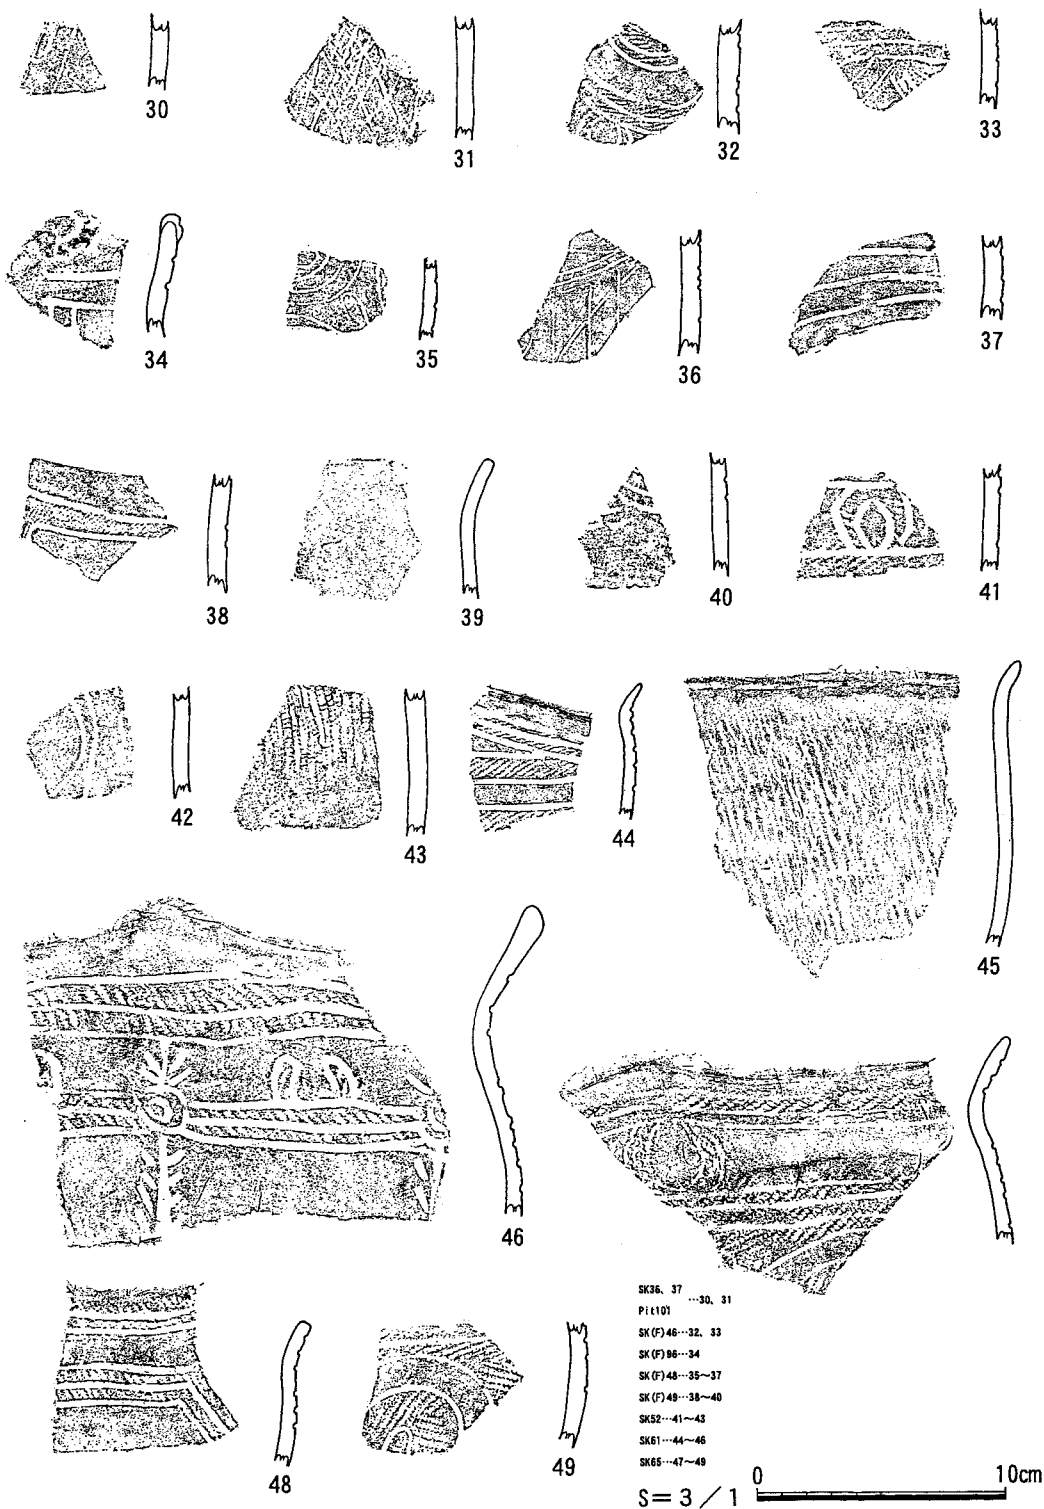 30
31
32
33
34
35
36
37
38
39
40
41
42
43
44
45
46
48
49
SK36、37
…30、31
Pit101
SK(F)46…32、33
SK(F)96…34
SK(F)48…35～37
SK(F)49…38～40
SK52…41～43
SK61…44～46
SK65…47～49
0 10cm
S=3/1